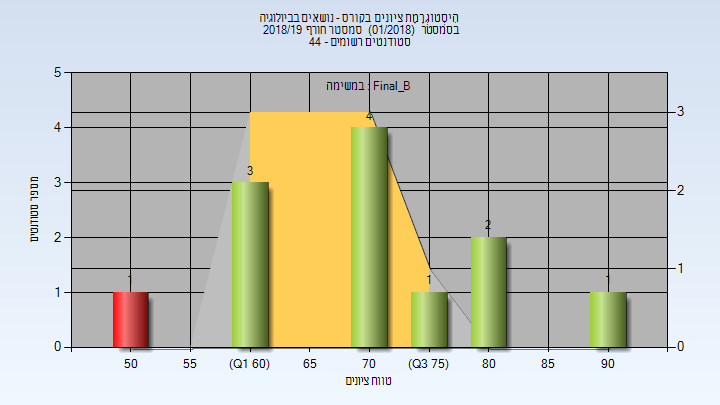 היסטוגרמת ציונים בקורס - נושאים בביולוגיה
בסמסטר (01/2018) סמסטר חורף 2018/19
סטודנטים רשומים - 44
במשימה : Final_B
מספר סטודנטים
5
4
3
2
1
0
3
2
1
0
1
3
4
1
2
1
50
55
(Q1 60)
65
70
(Q3 75)
80
85
90
טווח ציונים